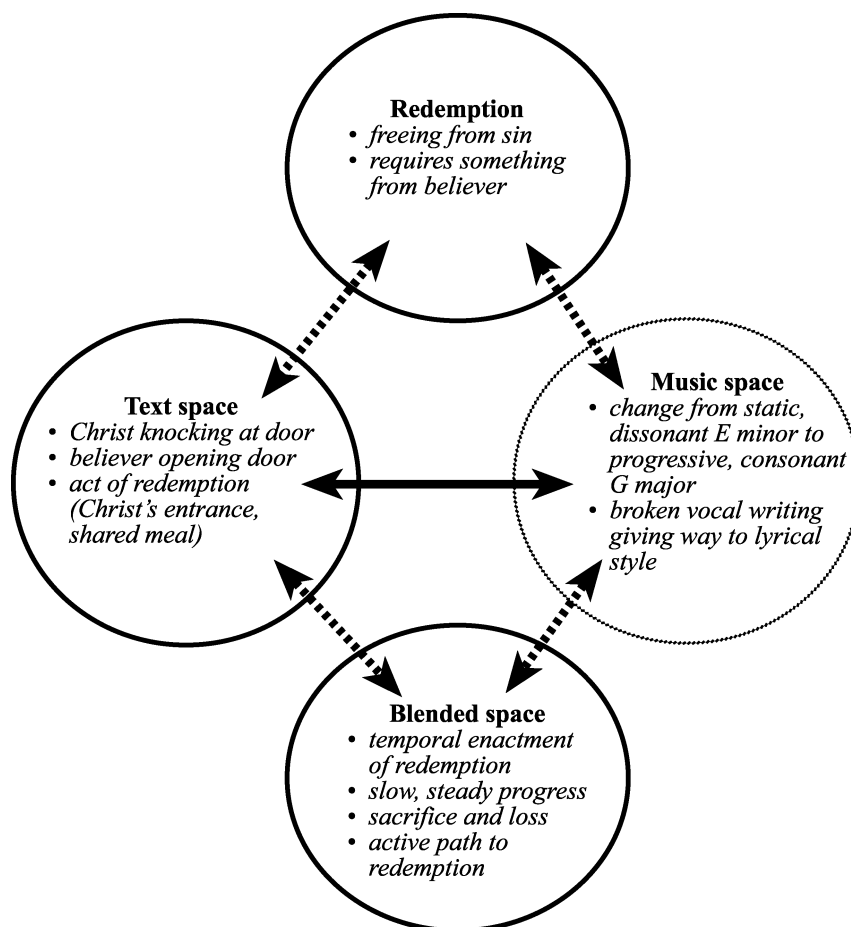 Redemption
• freeing from sin
• requires something
from believer
Text space
• Christ knocking at door
• believer opening door
• act of redemption
(Christ’s entrance,
shared meal)
Music space
• change from static,
dissonant E minor to
progressive, consonant
G major
• broken vocal writing
giving way to lyrical
style
Blended space
• temporal enactment
of redemption
• slow, steady progress
• sacrifice and loss
• active path to
redemption